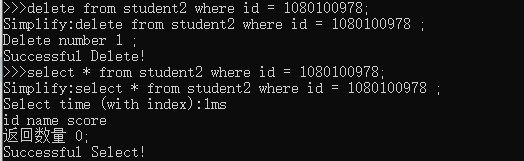 >>>delete from student2 where id = 1080100978;
Simplify:delete from student2 where id = 1080100978 ;
Delete number 1 ;
Successful Delete!
>>>select * from student2 where id = 1080100978;
Simplify:select * from student2 where id = 1080100978 ;
Select time (with index):1ms
id name score
返回数量 0;
Successful Select!